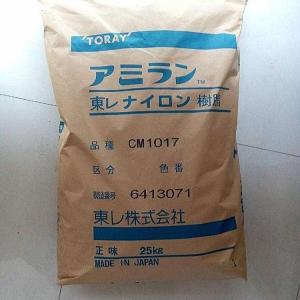 'TORAY'
アミラン™
東レナイロン 樹脂
品種 CM1017
区分 色番
製造番号 6413071
東レ株式会社
正味 25kg
MADE IN JAPAN